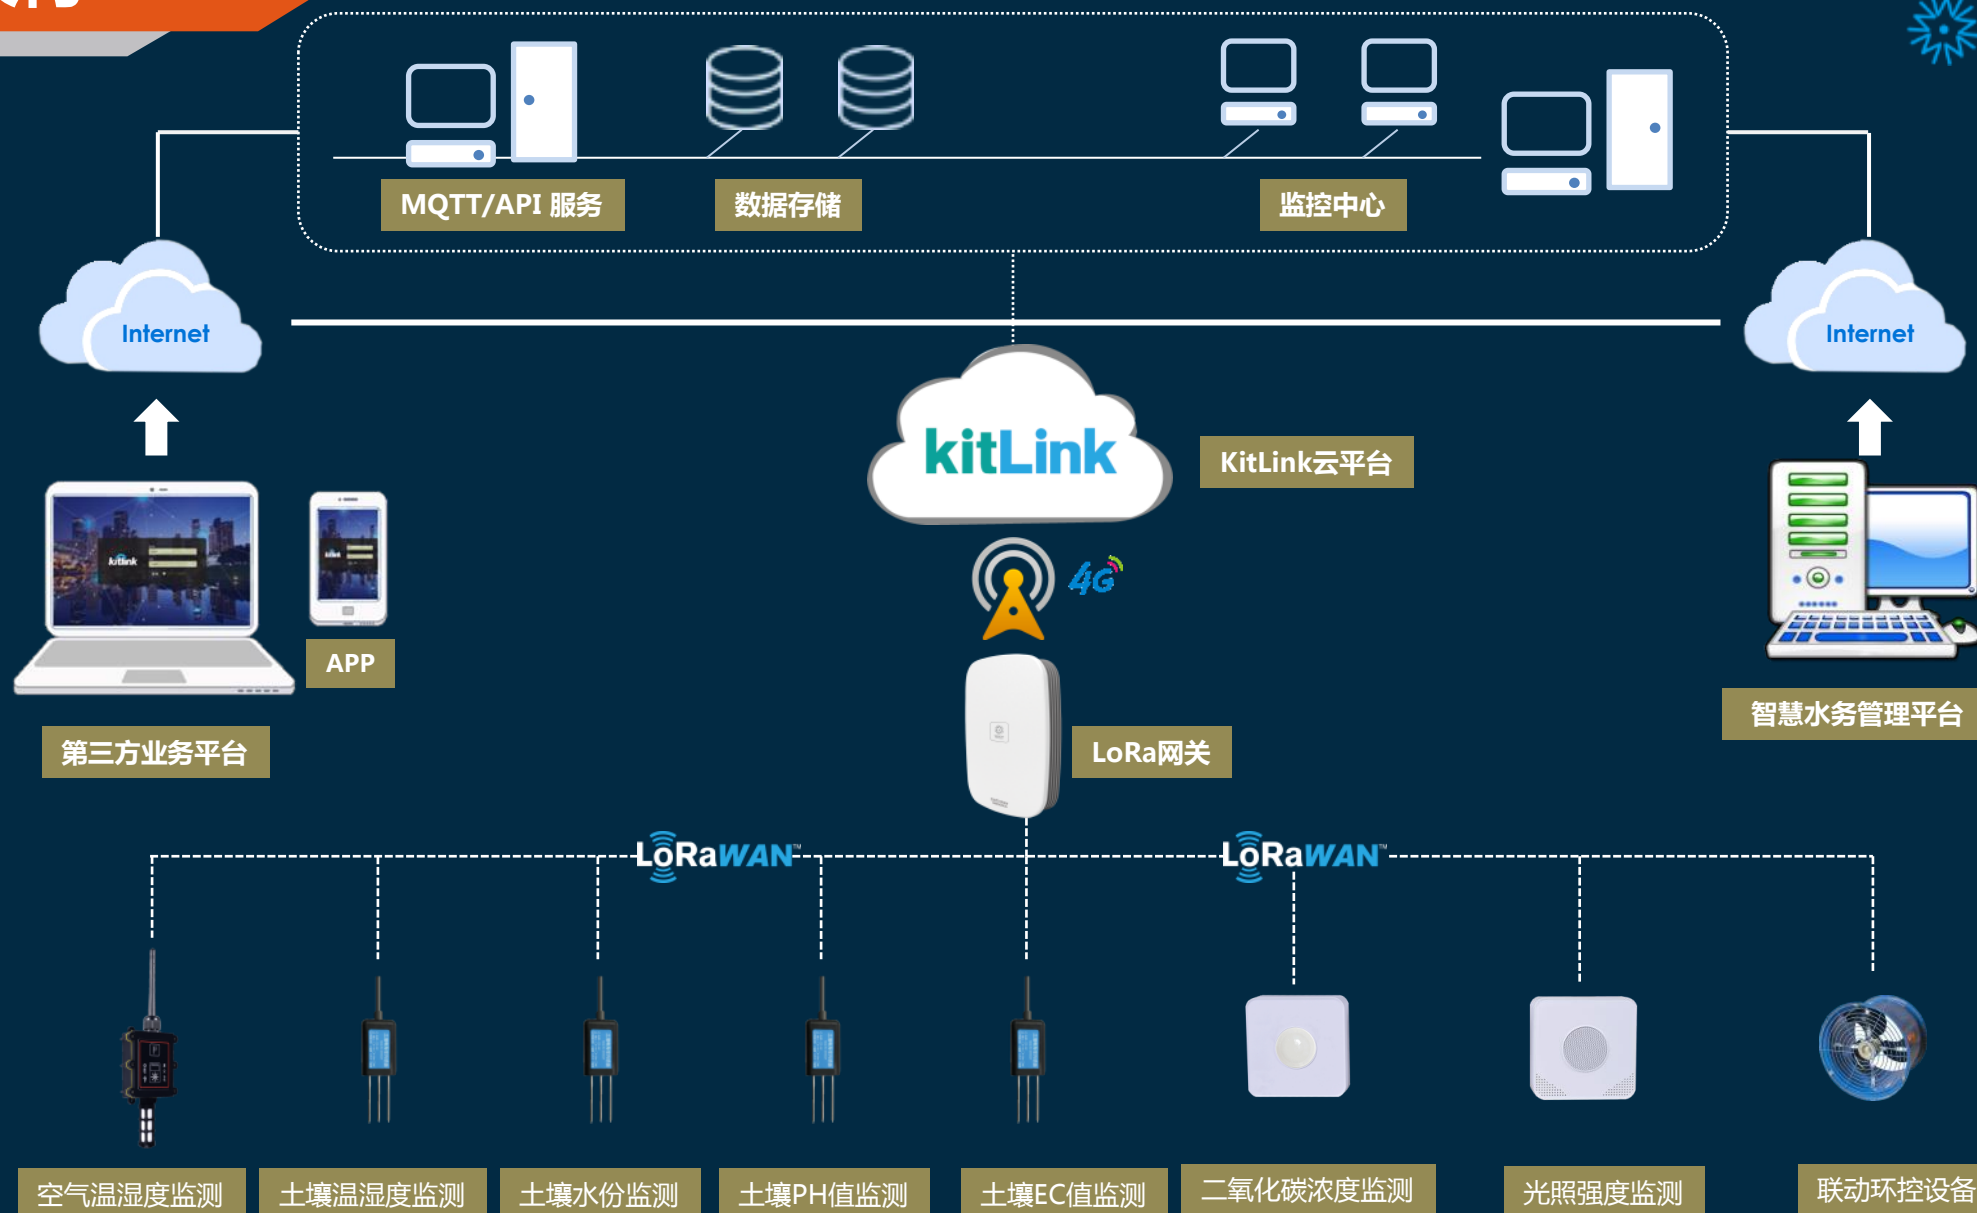 MQTT/API 服务
数据存储
监控中心
Internet
Internet
kitLink
KitLink云平台
4G
kitlink
APP
第三方业务平台
LoRa网关
智慧水务管理平台
LoRaWAN™
LoRaWAN™
空气温湿度监测
土壤温湿度监测
土壤水份监测
土壤PH值监测
土壤EC值监测
二氧化碳浓度监测
光照强度监测
联动环控设备